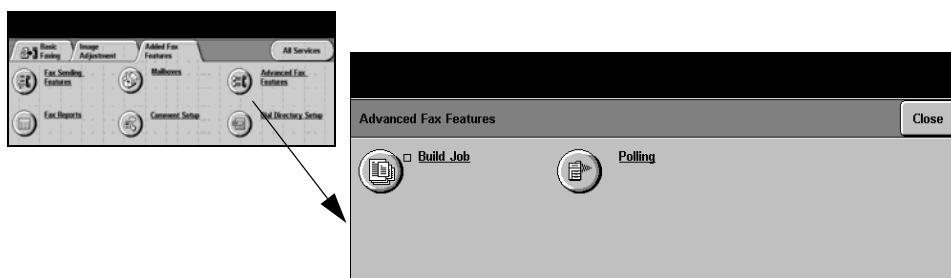 Basic Faxing
Image Adjustment
Added Fax Features
All Services
Fax Sending Features
Mailboxes
Advanced Fax Features
Fax Reports
Comment Setup
Dial Directory Setup
Advanced Fax Features
Close
Build Job
Polling